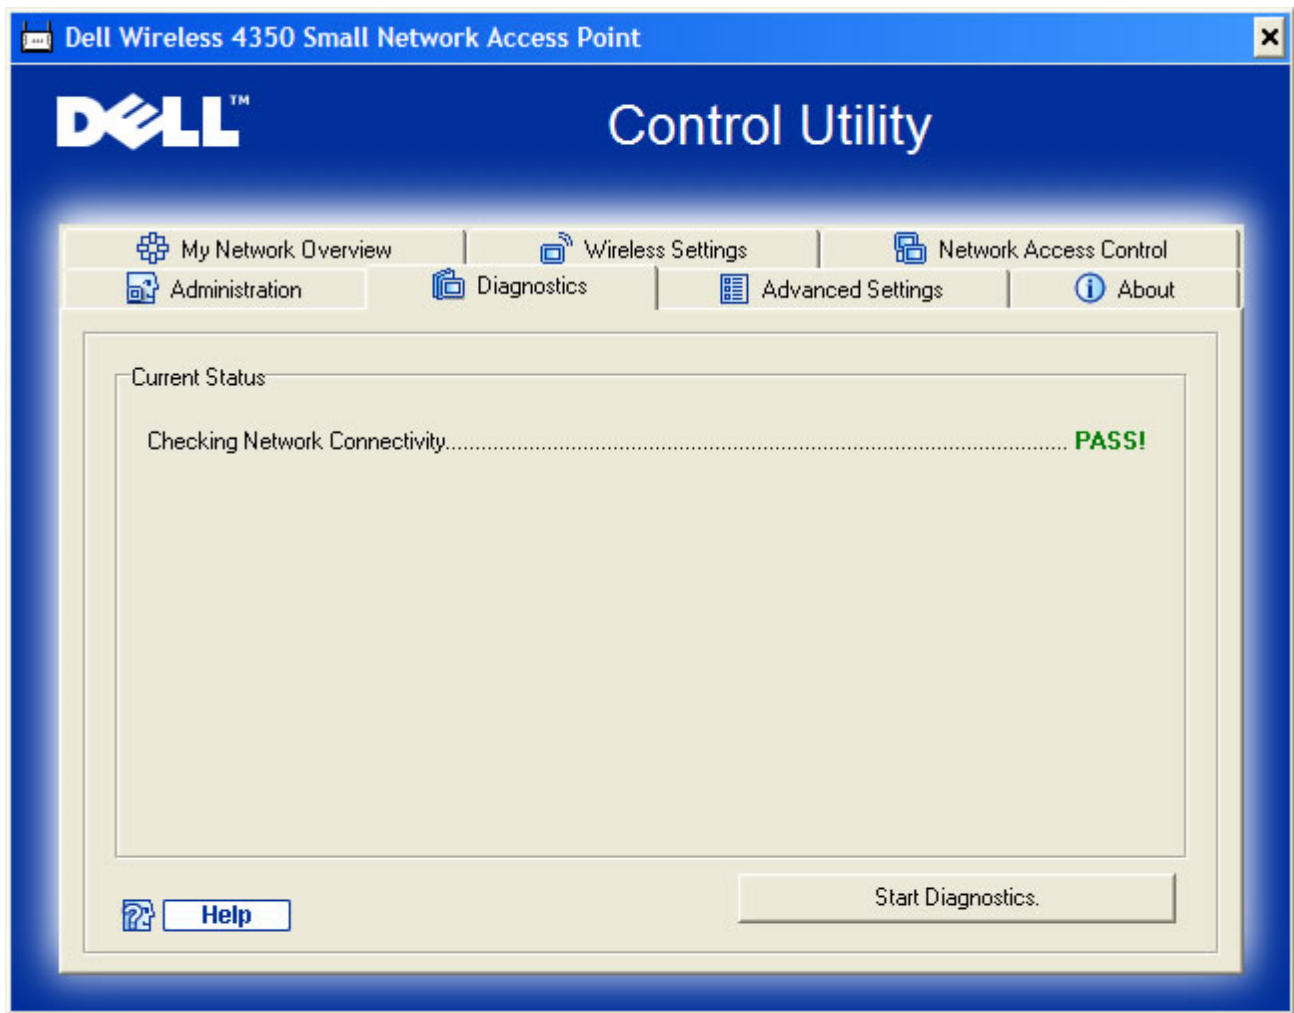 Dell Wireless 4350 Small Network Access Point
DELL™
Control Utility
My Network Overview
Wireless Settings
Network Access Control
Administration
Diagnostics
Advanced Settings
About
Current Status
Checking Network Connectivity.......................................................................................................... PASS!
Help
Start Diagnostics.